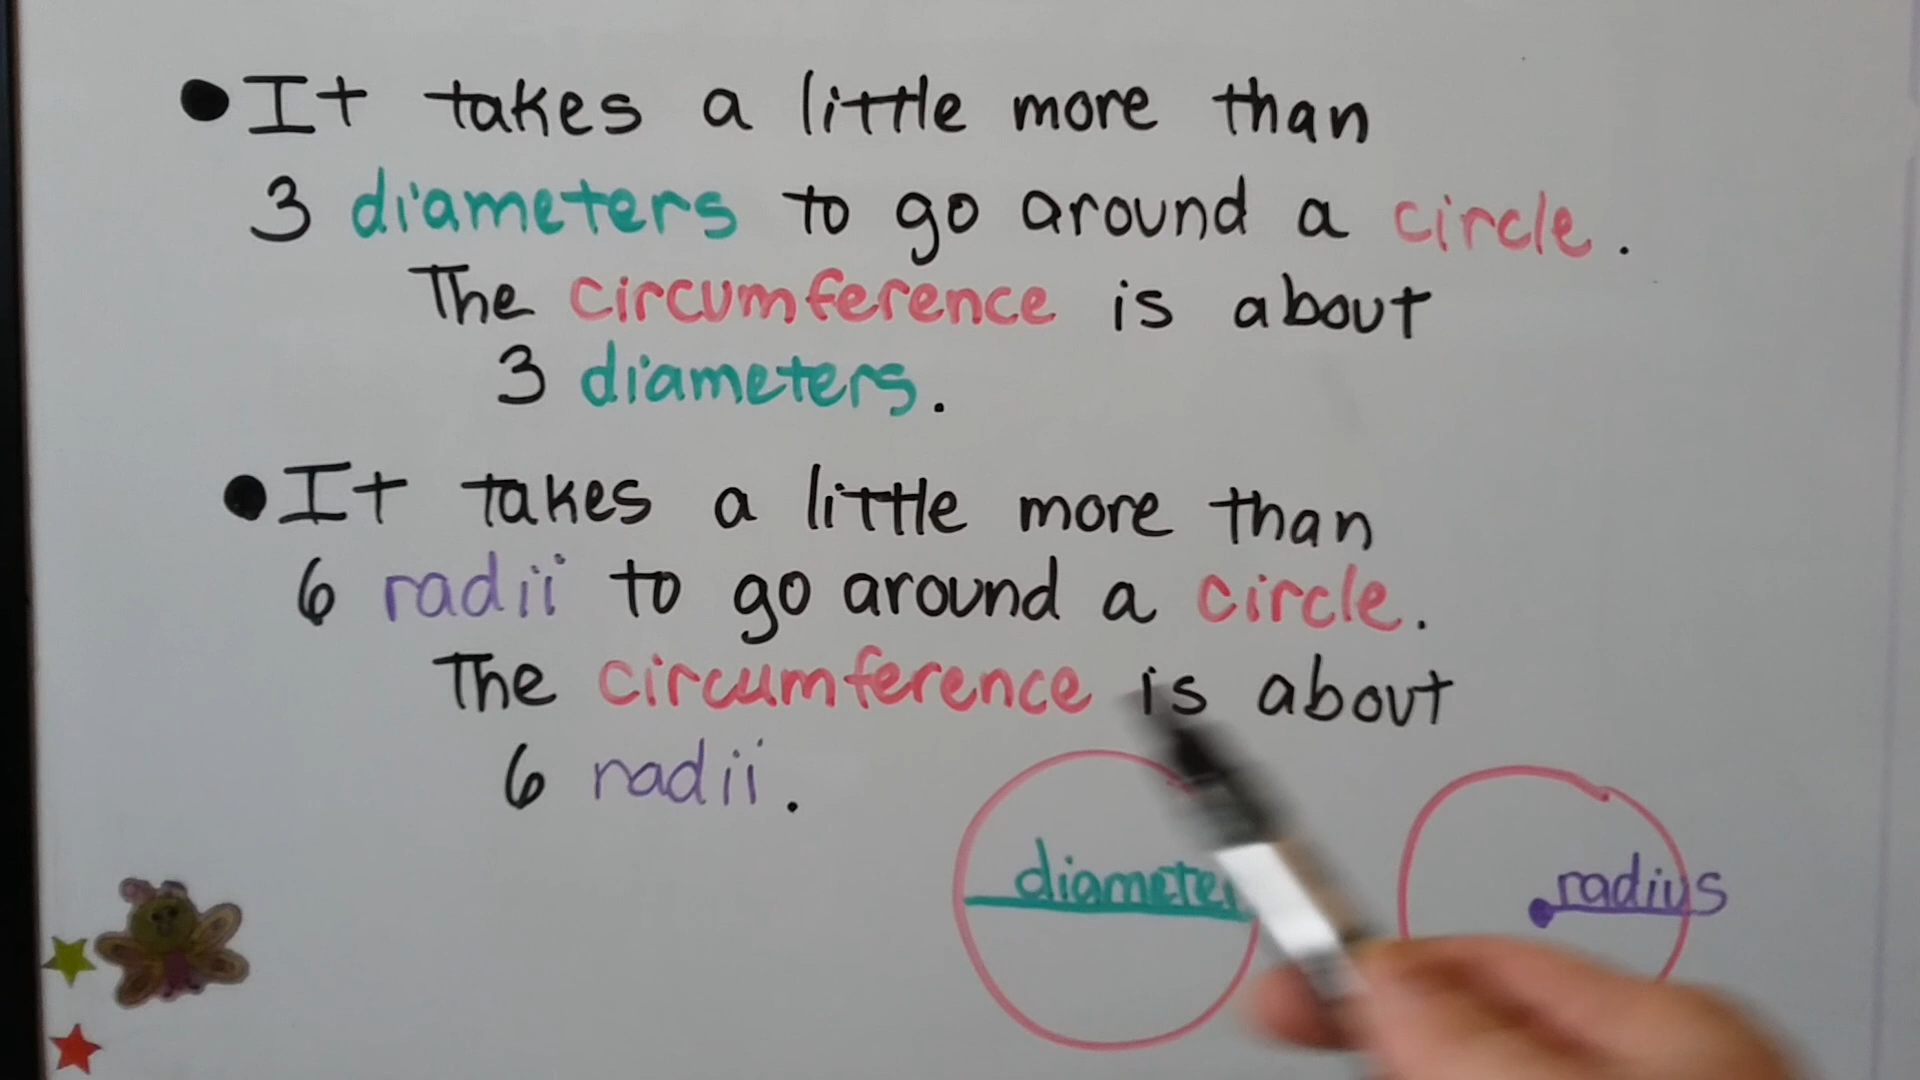 ● It takes a little more than
3 diameters to go around a circle.
The circumference is about
3 diameters.
● It takes a little more than
6 radii to go around a circle.
The circumference is about
6 radii.
diameter
radius